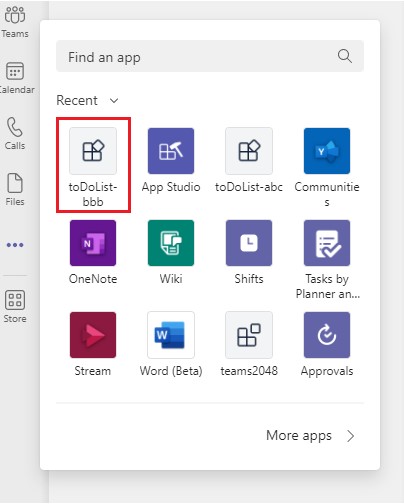 Teams
Calendar
Calls
Files
Store
Find an app
Recent
toDoList-
bbb
App Studio
toDoList-abc
Communitie
s
OneNote
Wiki
Shifts
Tasks by
Planner an...
Stream
Word (Beta)
teams2048
Approvals
More apps